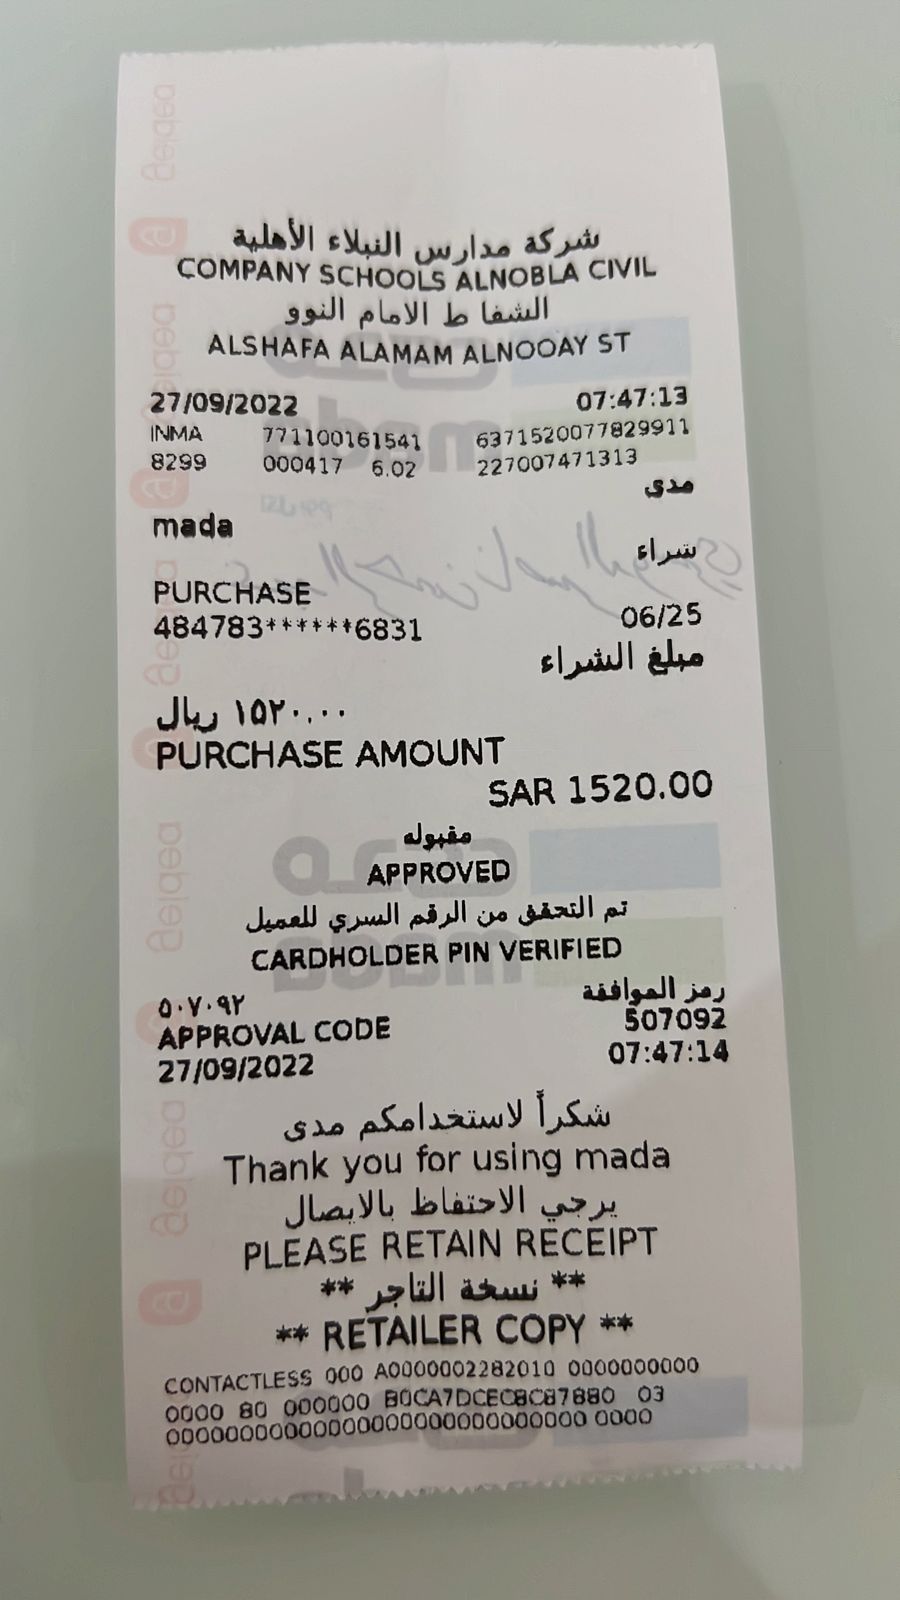 شركة مدارس النبلاء الأهلية
COMPANY SCHOOLS ALNOBLA CIVIL
الشفا ط الامام النوو
ALSHAFA ALAMAM ALNOOAY ST
27/09/2022 07:47:13
INMA 771100161541 6371520077829911
8299 000417 6.02 227007471313
مدى
mada
شراء
PURCHASE
484783******6831 06/25
مبلغ الشراء
١٥٢٠.٠٠ ريال
PURCHASE AMOUNT
SAR 1520.00
مقبوله
APPROVED
تم التحقق من الرقم السري للعميل
CARDHOLDER PIN VERIFIED
رمز الموافقة ٥٠٧٠٩٢
APPROVAL CODE 507092
27/09/2022 07:47:14
شكراً لاستخدامكم مدى
Thank you for using mada
يرجي الاحتفاظ بالايصال
PLEASE RETAIN RECEIPT
** نسخة التاجر **
** RETAILER COPY **
CONTACTLESS 000 A0000002282010 0000000000
0000 80 000000 B0CA7DCEC8C87880 03
0000000000000000000000000000000 0000